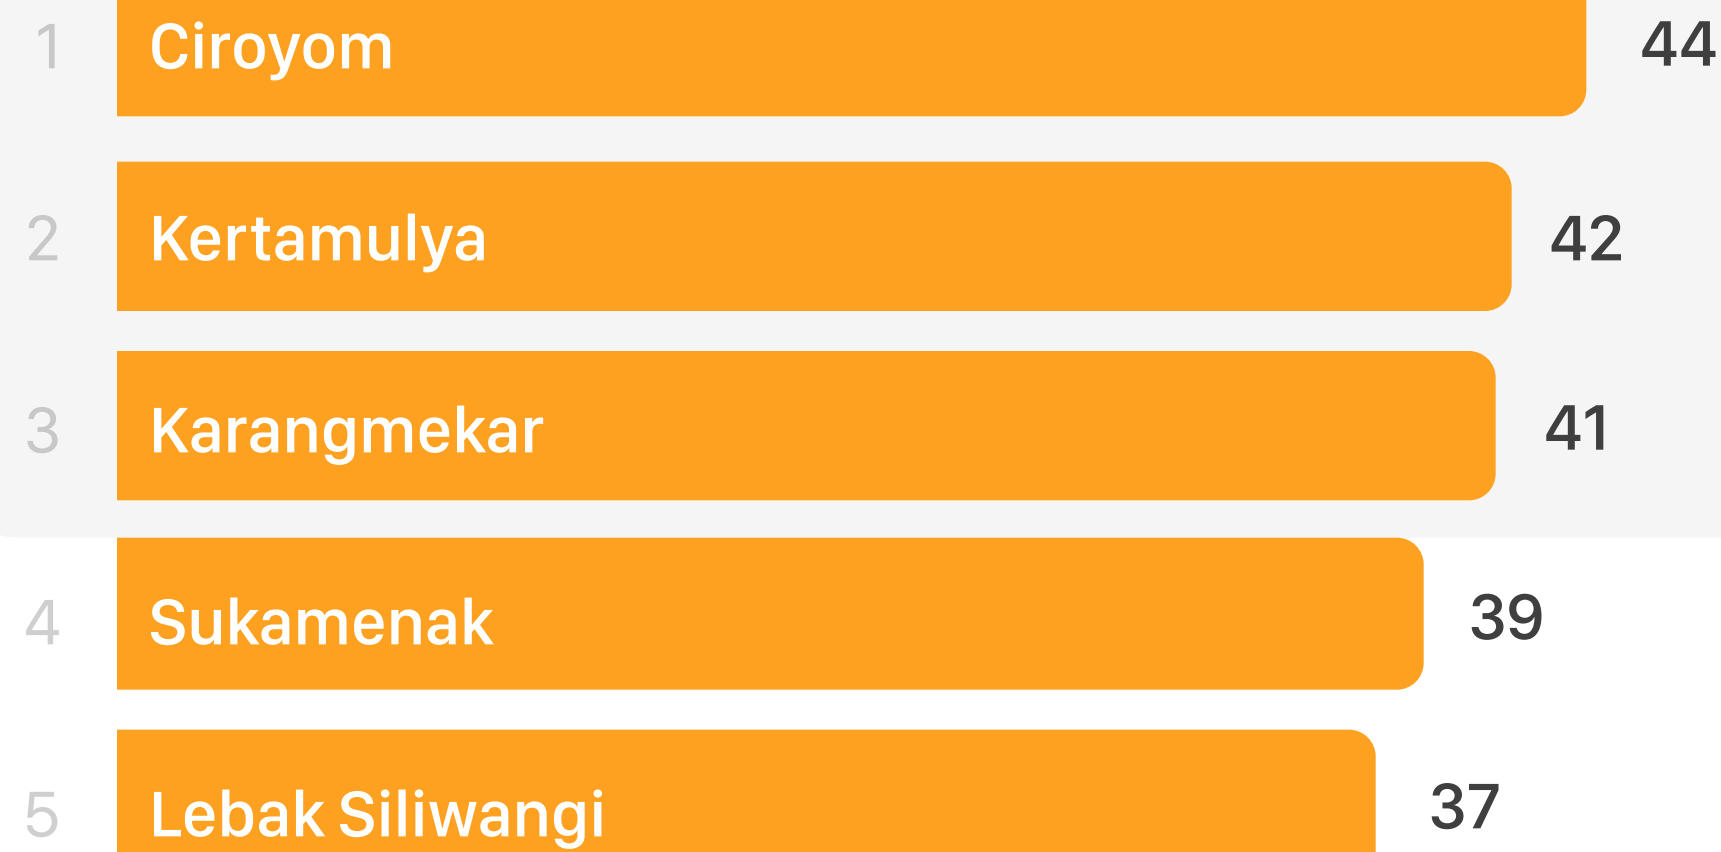 1 Ciroyom 44
2 Kertamulya 42
3 Karangmekar 41
4 Sukamenak 39
5 Lebak Siliwangi 37